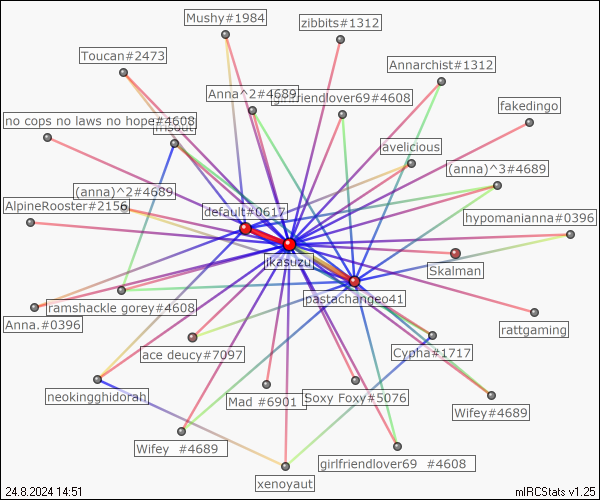 Mushy#1984
zibbits#1312
Toucan#2473
Annarchist#1312
Anna^2#4689
girlfriendlover69#4608
fakedingo
no cops no laws no hope#4608
avelicious
(anna)^3#4689
(anna)^2#4689
AlpineRooster#2156
default#0617
hypomanianna#0396
jkasuzu
Skalman
pastachangeo41
ramshackle gorey#4608
Anna.#0396
rattgaming
ace deucy#7097
Cypha#1717
neokingghidorah
Mad #6901
Soxy Foxy#5076
Wifey#4689
Wifey #4689
girlfriendlover69 #4608
xenoyaut
24.8.2024 14:51
mIRCStats v1.25